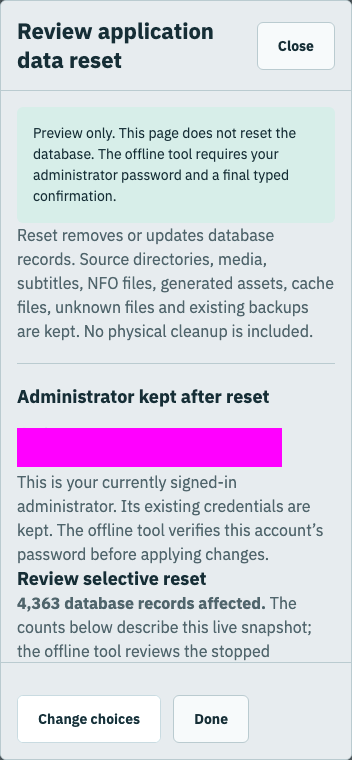 Review application
data reset
Close
Preview only. This page does not reset the
database. The offline tool requires your
administrator password and a final typed
confirmation.
Reset removes or updates database
records. Source directories, media,
subtitles, NFO files, generated assets, cache
files, unknown files and existing backups
are kept. No physical cleanup is included.
Administrator kept after reset
This is your currently signed-in
administrator. Its existing credentials are
kept. The offline tool verifies this account’s
password before applying changes.
Review selective reset
4,363 database records affected. The
counts below describe this live snapshot;
the offline tool reviews the stopped
Change choices
Done